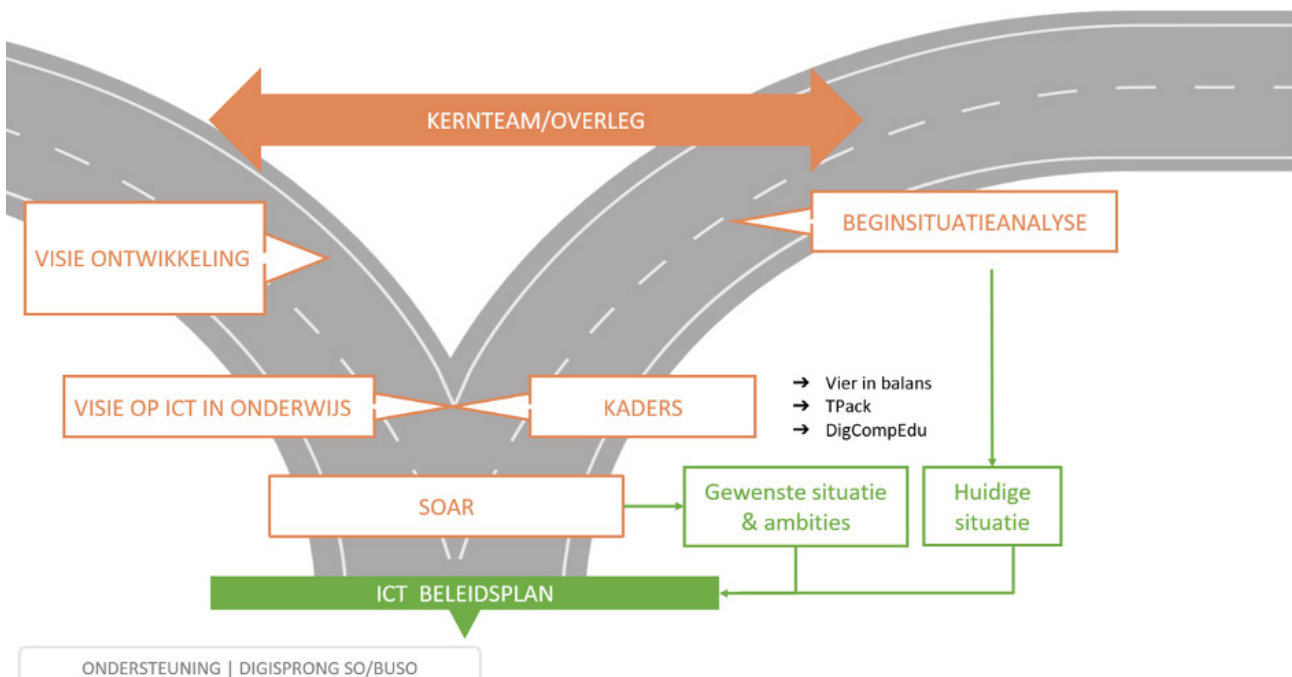 KERNTEAM/OVERLEG
VISIE ONTWIKKELING
BEGINSITUATIEANALYSE
VISIE OP ICT IN ONDERWIJS
KADERS
➔ Vier in balans
➔ TPack
➔ DigCompEdu
SOAR
Gewenste situatie
& ambities
Huidige
situatie
ICT BELEIDSPLAN
ONDERSTEUNING | DIGISPRONG SO/BUSO